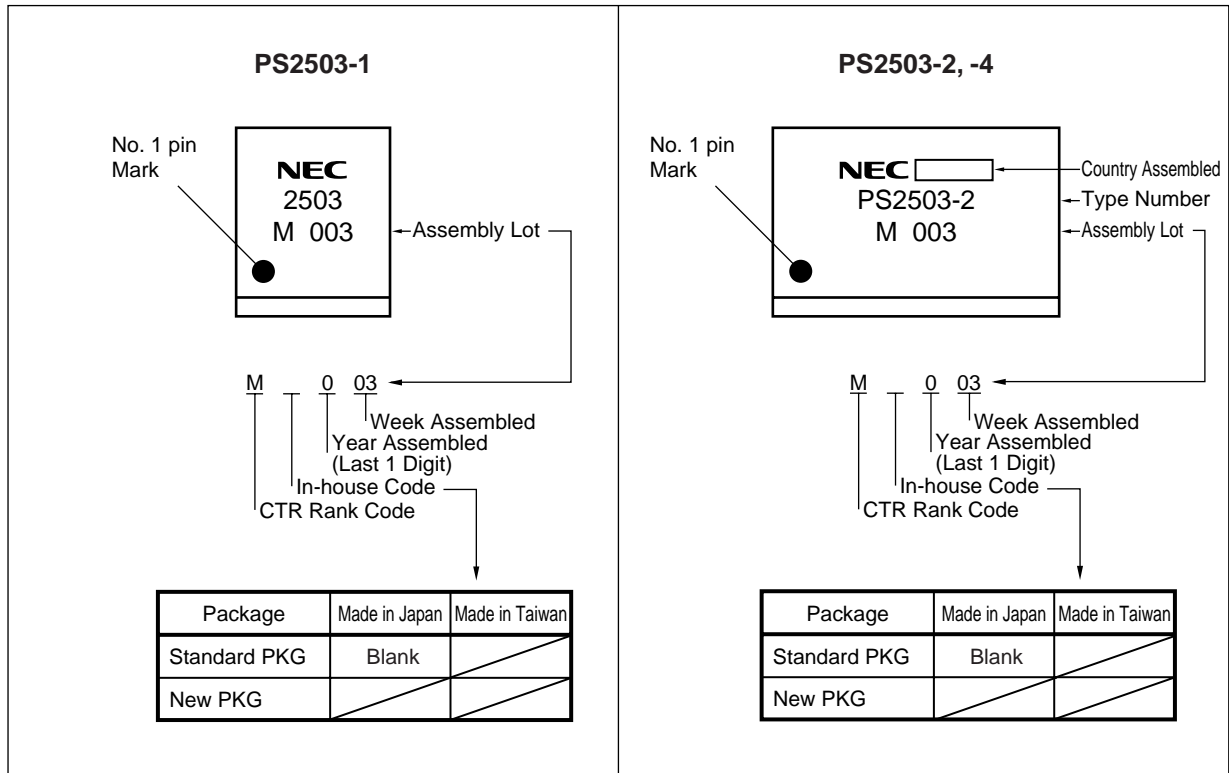 PS2503-1
No. 1 pin
Mark
NEC
2503
M 003
Assembly Lot
M 0 03
Week Assembled
Year Assembled
(Last 1 Digit)
In-house Code
CTR Rank Code
Package Made in Japan Made in Taiwan
Standard PKG Blank
New PKG
PS2503-2, -4
No. 1 pin
Mark
NEC
Country Assembled
PS2503-2
Type Number
M 003
Assembly Lot
M 0 03
Week Assembled
Year Assembled
(Last 1 Digit)
In-house Code
CTR Rank Code
Package Made in Japan Made in Taiwan
Standard PKG Blank
New PKG